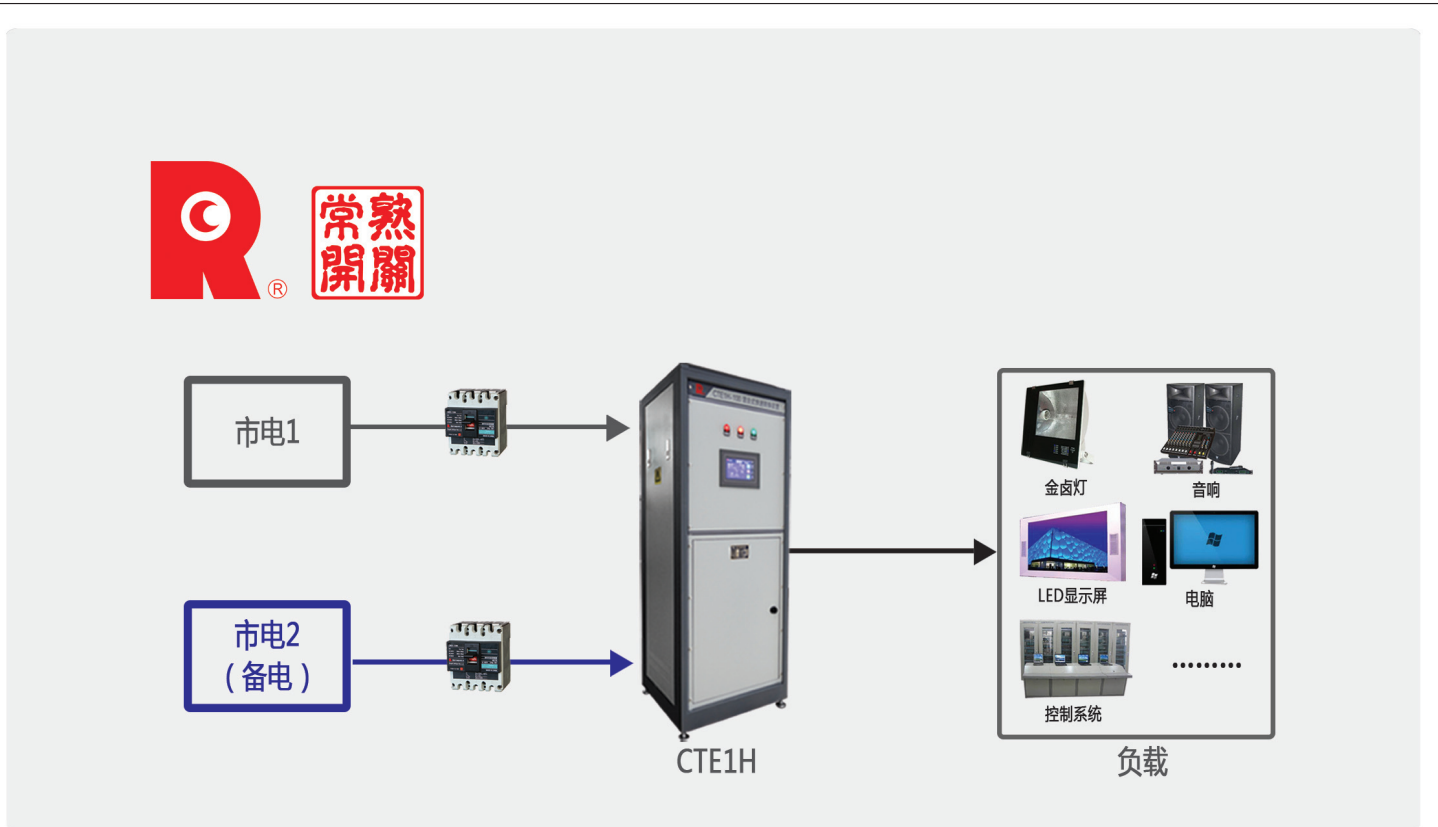 常熟
開關
®
市电1
市电2
(备电)
CTE1H
金卤灯
音响
LED显示屏
电脑
控制系统
………
负载